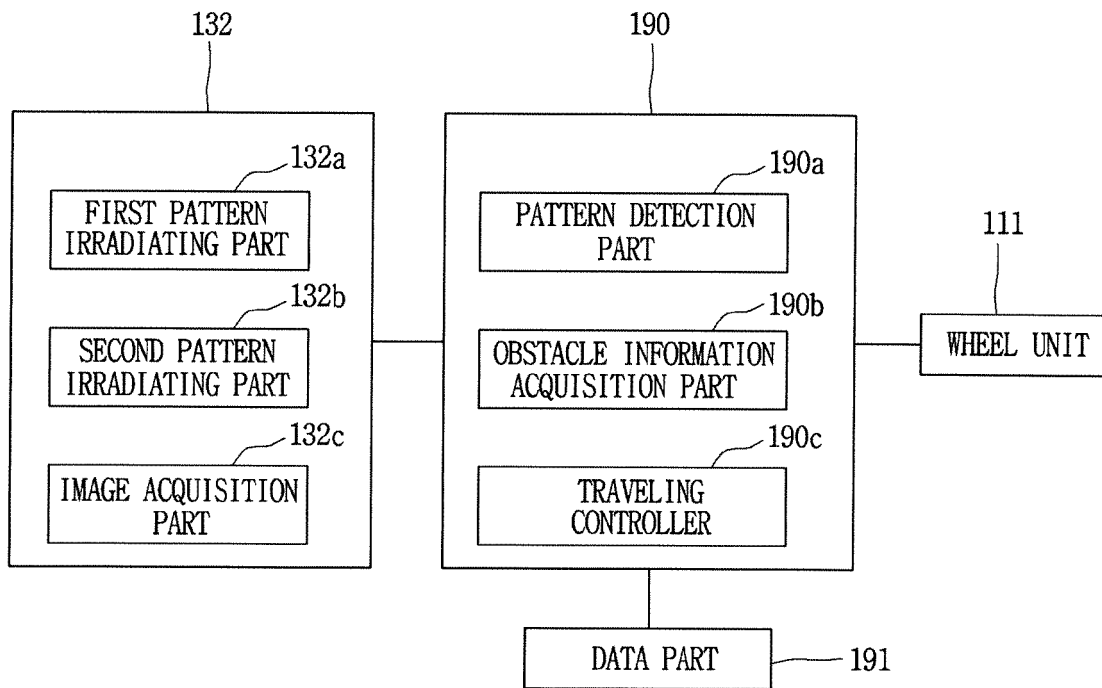 132
190
132a
FIRST PATTERN
IRRADIATING PART
132b
SECOND PATTERN
IRRADIATING PART
132c
IMAGE ACQUISITION
PART
190a
PATTERN DETECTION
PART
190b
OBSTACLE INFORMATION
ACQUISITION PART
190c
TRAVELING
CONTROLLER
111
WHEEL UNIT
DATA PART
191